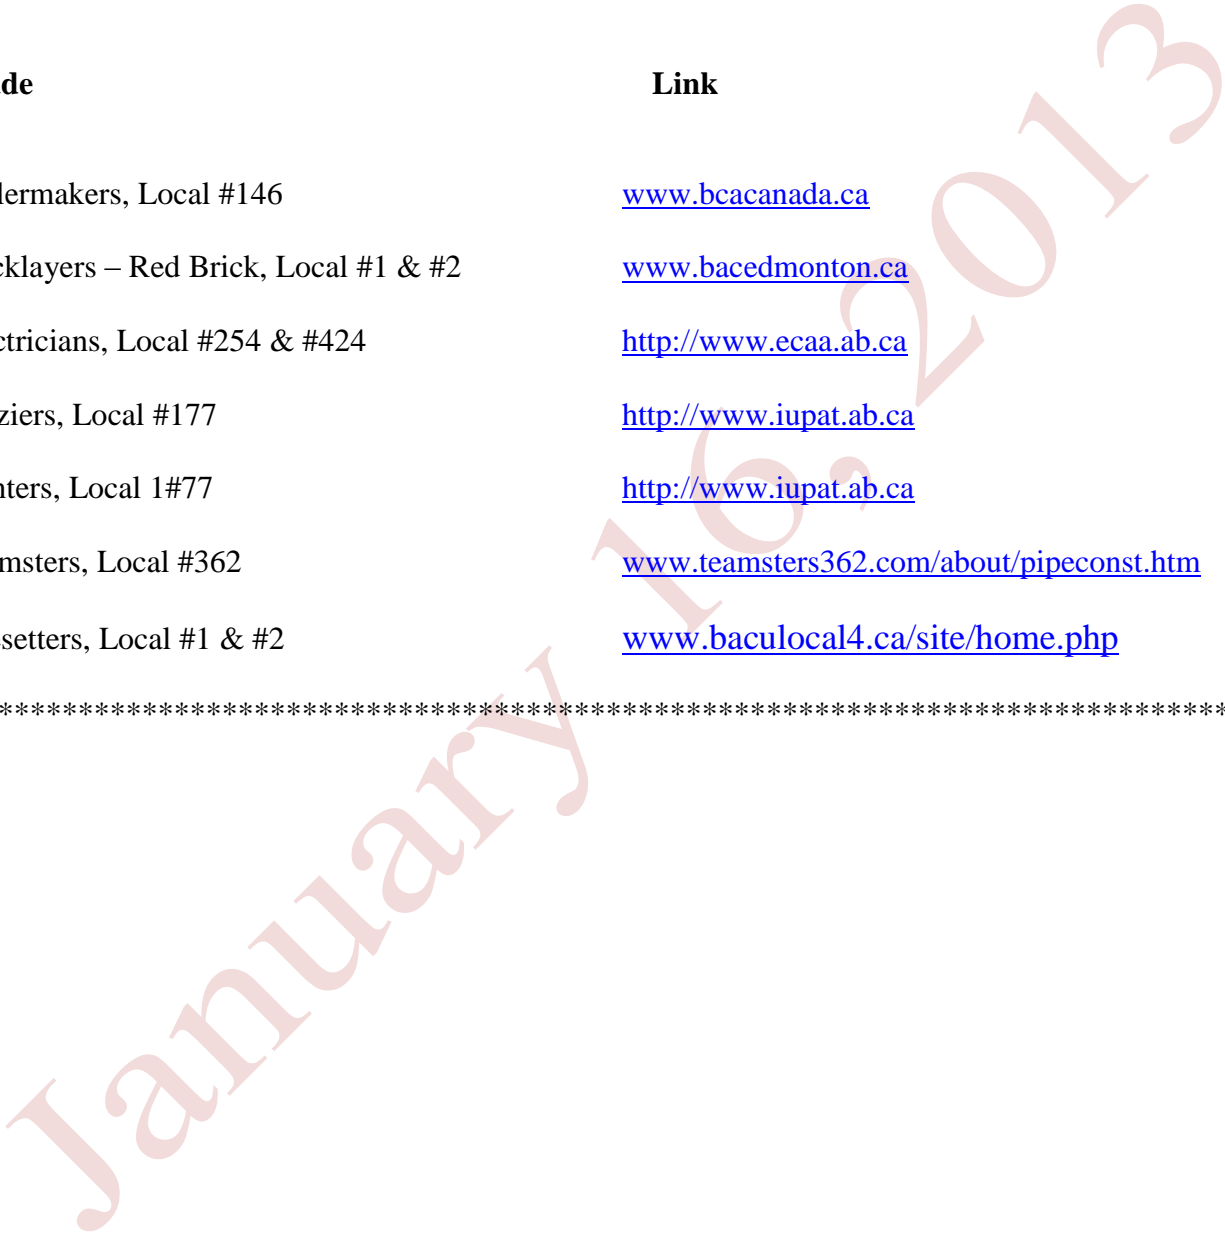 de Link
lermakers, Local #146 www.bcacanada.ca
cklayers – Red Brick, Local #1 & #2 www.bacedmonton.ca
ctricians, Local #254 & #424 http://www.ecaa.ab.ca
ziers, Local #177 http://www.iupat.ab.ca
nters, Local 1#77 http://www.iupat.ab.ca
msters, Local #362 www.teamsters362.com/about/pipeconst.htm
setters, Local #1 & #2 www.baculocal4.ca/site/home.php
*****************************************************************************
January 16, 2013